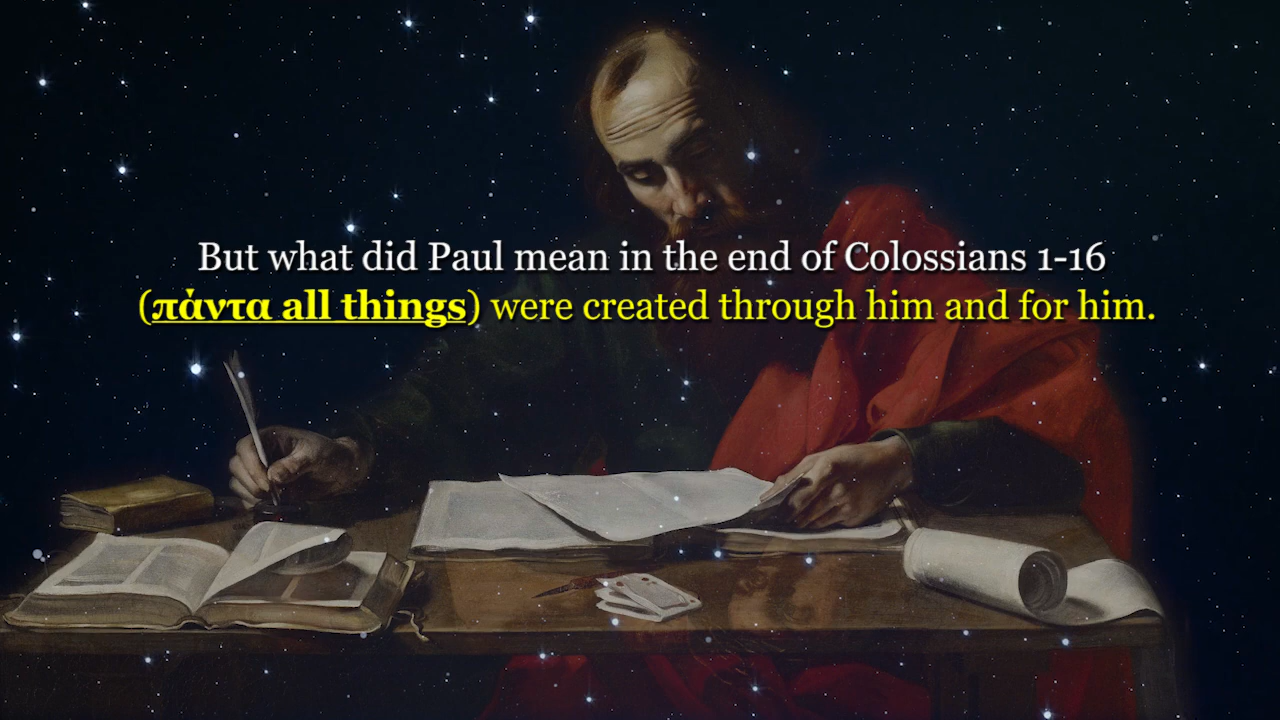 But what did Paul mean in the end of Colossians 1-16
(πἀντα all things) were created through him and for him.